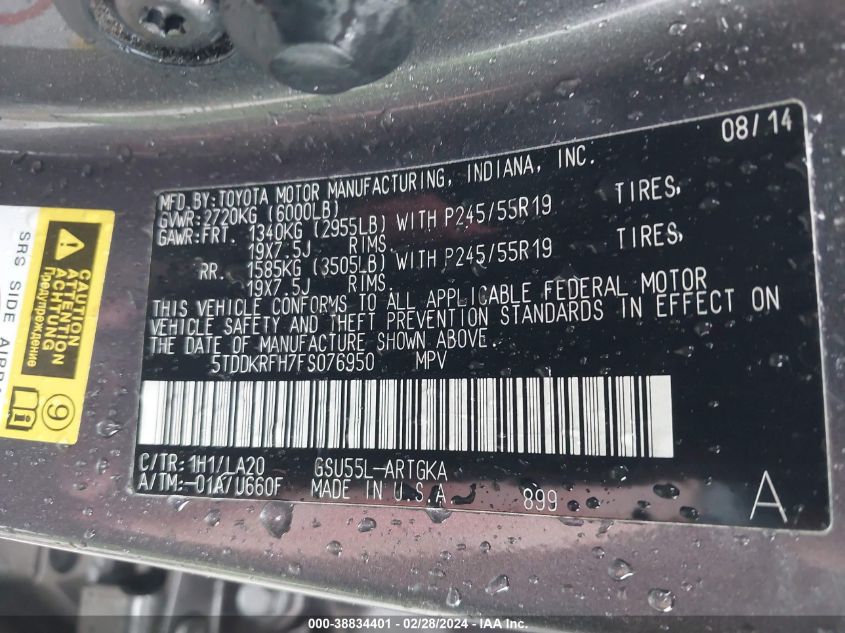 08/14
MFD.BY:TOYOTA MOTOR MANUFACTURING, INDIANA, INC.
GVWR:2720KG (6000LB)
GAWR:FRT. 1340KG (2955LB) WITH P245/55R19 TIRES,
19X7.5J RIMS.
RR. 1585KG (3505LB) WITH P245/55R19 TIRES,
19X7.5J RIMS.
THIS VEHICLE CONFORMS TO ALL APPLICABLE FEDERAL MOTOR
VEHICLE SAFETY AND THEFT PREVENTION STANDARDS IN EFFECT ON
THE DATE OF MANUFACTURE SHOWN ABOVE.
5TDDKRFH7FS076950 MPV
C/TR:1H1/LA20 GSU55L-ARTGKA
A/TM:-01A/U660F MADE IN U.S.A. 899 A
SRS SIDE
CAUTION
ATTENTION
ACHTUNG
Предупреждение
9
000-38834401 - 02/28/2024 - IAA Inc.